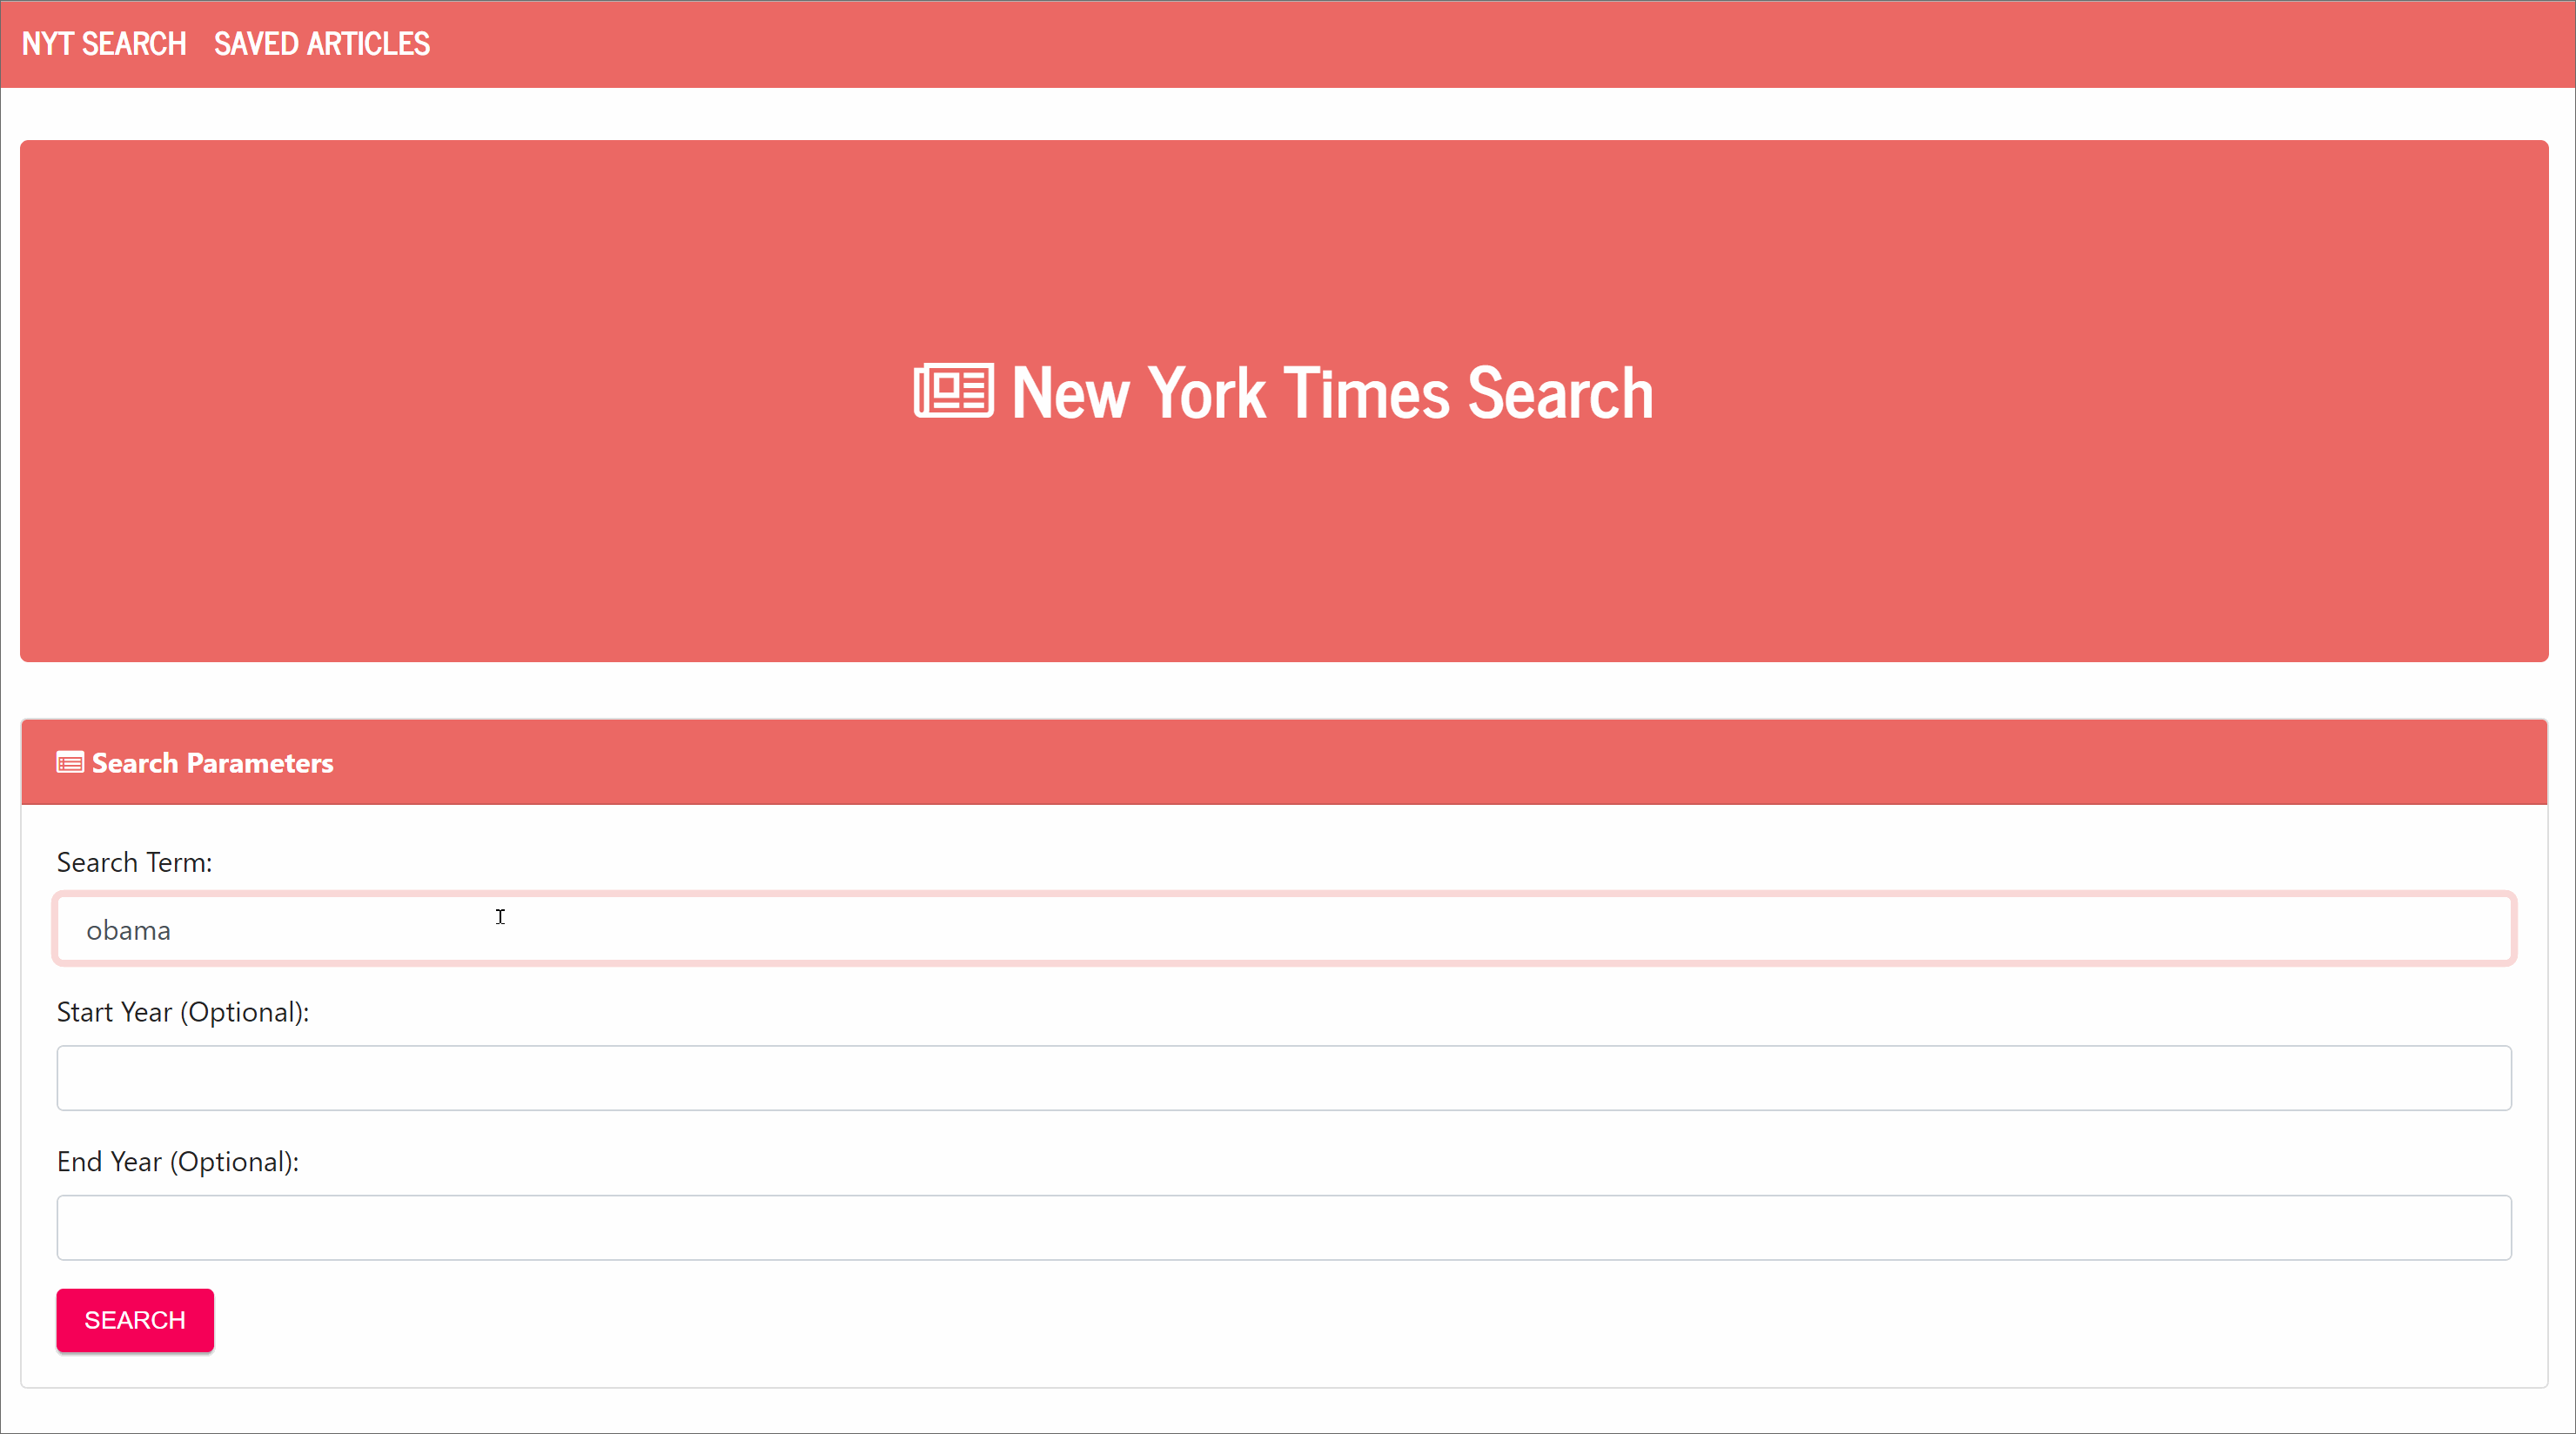 NYT SEARCH SAVED ARTICLES
New York Times Search
Search Parameters
Search Term:
obama
Start Year (Optional):
End Year (Optional):
SEARCH